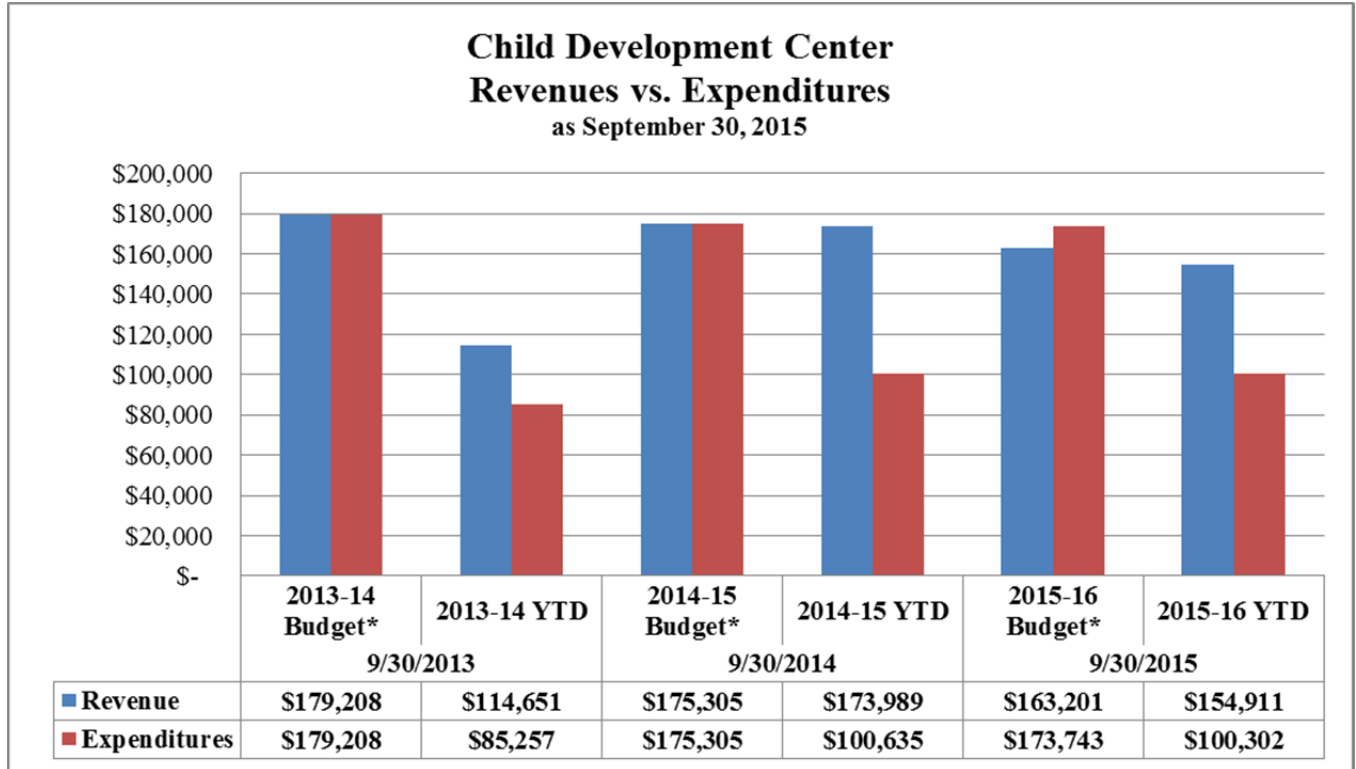 Child Development Center
Revenues vs. Expenditures
as September 30, 2015
$200,000
$180,000
$160,000
$140,000
$120,000
$100,000
$80,000
$60,000
$40,000
$20,000
$-
2013-14 Budget* 2013-14 YTD 2014-15 Budget* 2014-15 YTD 2015-16 Budget* 2015-16 YTD
9/30/2013 9/30/2014 9/30/2015
Revenue $179,208 $114,651 $175,305 $173,989 $163,201 $154,911
Expenditures $179,208 $85,257 $175,305 $100,635 $173,743 $100,302